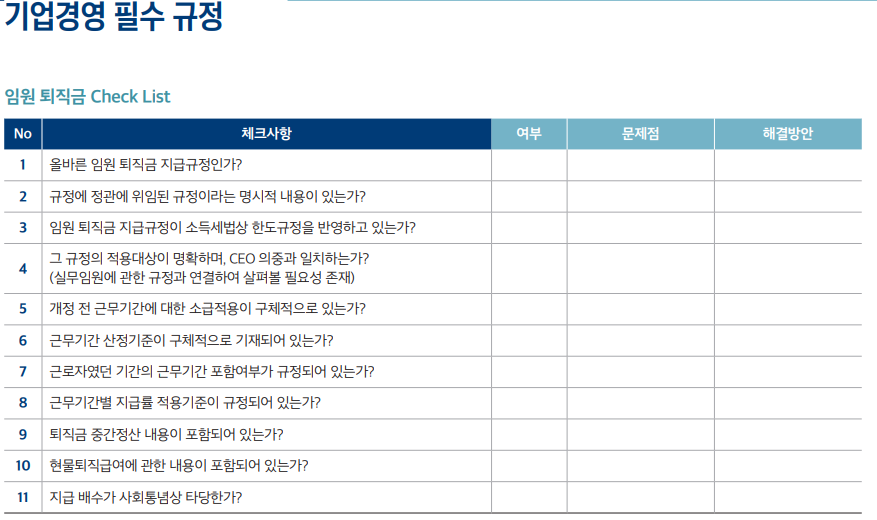 기업경영 필수 규정
임원 퇴직금 Check List
No 체크사항 여부 문제점 해결방안
1 올바른 임원 퇴직금 지급규정인가?
2 규정에 정관에 위임된 규정이라는 명시적 내용이 있는가?
3 임원 퇴직금 지급규정이 소득세법상 한도규정을 반영하고 있는가?
4 그 규정의 적용대상이 명확하며, CEO 의중과 일치하는가?
(실무임원에 관한 규정과 연결하여 살펴볼 필요성 존재)
5 개정 전 근무기간에 대한 소급적용이 구체적으로 있는가?
6 근무기간 산정기준이 구체적으로 기재되어 있는가?
7 근로자였던 기간의 근무기간 포함여부가 규정되어 있는가?
8 근무기간별 지급률 적용기준이 규정되어 있는가?
9 퇴직금 중간정산 내용이 포함되어 있는가?
10 현물퇴직급여에 관한 내용이 포함되어 있는가?
11 지급 배수가 사회통념상 타당한가?